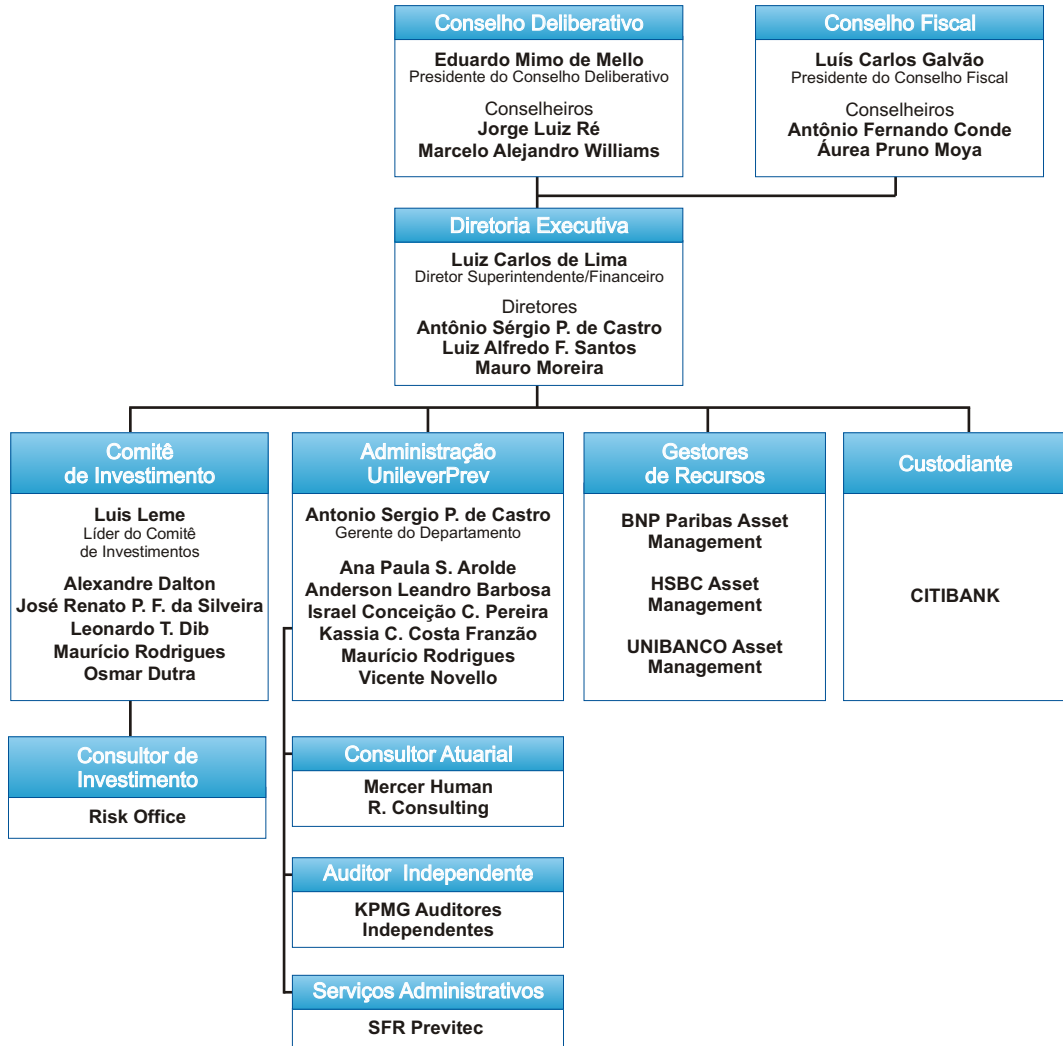 Conselho Deliberativo
Eduardo Mimo de Mello
Presidente do Conselho Deliberativo
Conselheiros
Jorge Luiz Ré
Marcelo Alejandro Williams
Conselho Fiscal
Luís Carlos Galvão
Presidente do Conselho Fiscal
Conselheiros
Antônio Fernando Conde
Áurea Pruno Moya
Diretoria Executiva
Luiz Carlos de Lima
Diretor Superintendente/Financeiro
Diretores
Antônio Sérgio P. de Castro
Luiz Alfredo F. Santos
Mauro Moreira
Comitê
de Investimento
Luis Leme
Líder do Comitê
de Investimentos
Alexandre Dalton
José Renato P. F. da Silveira
Leonardo T. Dib
Maurício Rodrigues
Osmar Dutra
Administração
UnileverPrev
Antonio Sergio P. de Castro
Gerente do Departamento
Ana Paula S. Arolde
Anderson Leandro Barbosa
Israel Conceição C. Pereira
Kassia C. Costa Franzão
Maurício Rodrigues
Vicente Novello
Gestores
de Recursos
BNP Paribas Asset
Management
HSBC Asset
Management
UNIBANCO Asset
Management
Custodiante
CITIBANK
Consultor de
Investimento
Risk Office
Consultor Atuarial
Mercer Human
R. Consulting
Auditor Independente
KPMG Auditores
Independentes
Serviços Administrativos
SFR Previtec